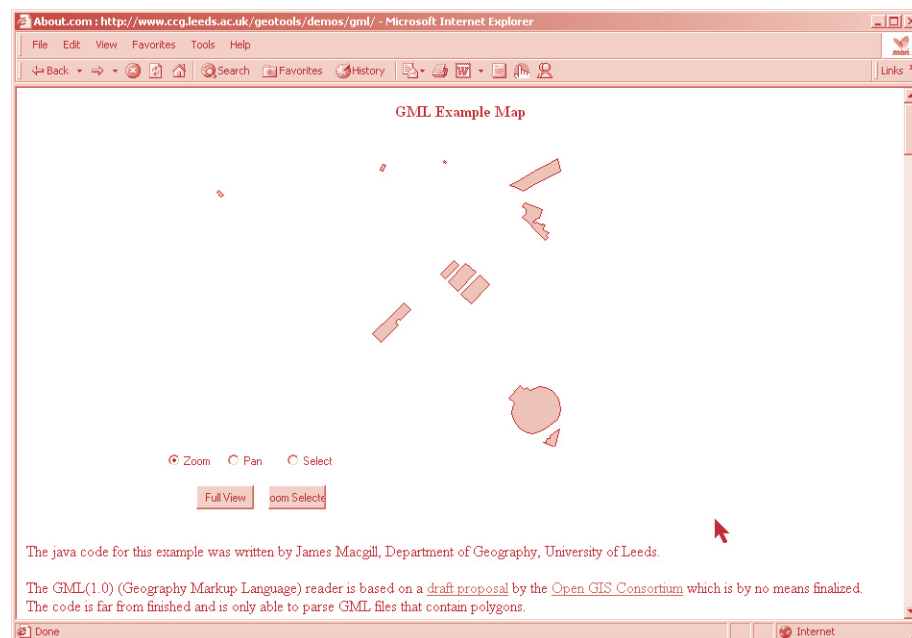 About.com : http://www.ccg.leeds.ac.uk/geotools/demos/gml/ - Microsoft Internet Explorer
File Edit View Favorites Tools Help
msn
Back Search Favorites History Links
GML Example Map
Zoom Pan Select
Full View oom Selecte
The java code for this example was written by James Macgill, Department of Geography, University of Leeds.
The GML(1.0) (Geography Markup Language) reader is based on a draft proposal by the Open GIS Consortium which is by no means finalized.
The code is far from finished and is only able to parse GML files that contain polygons.
Done Internet